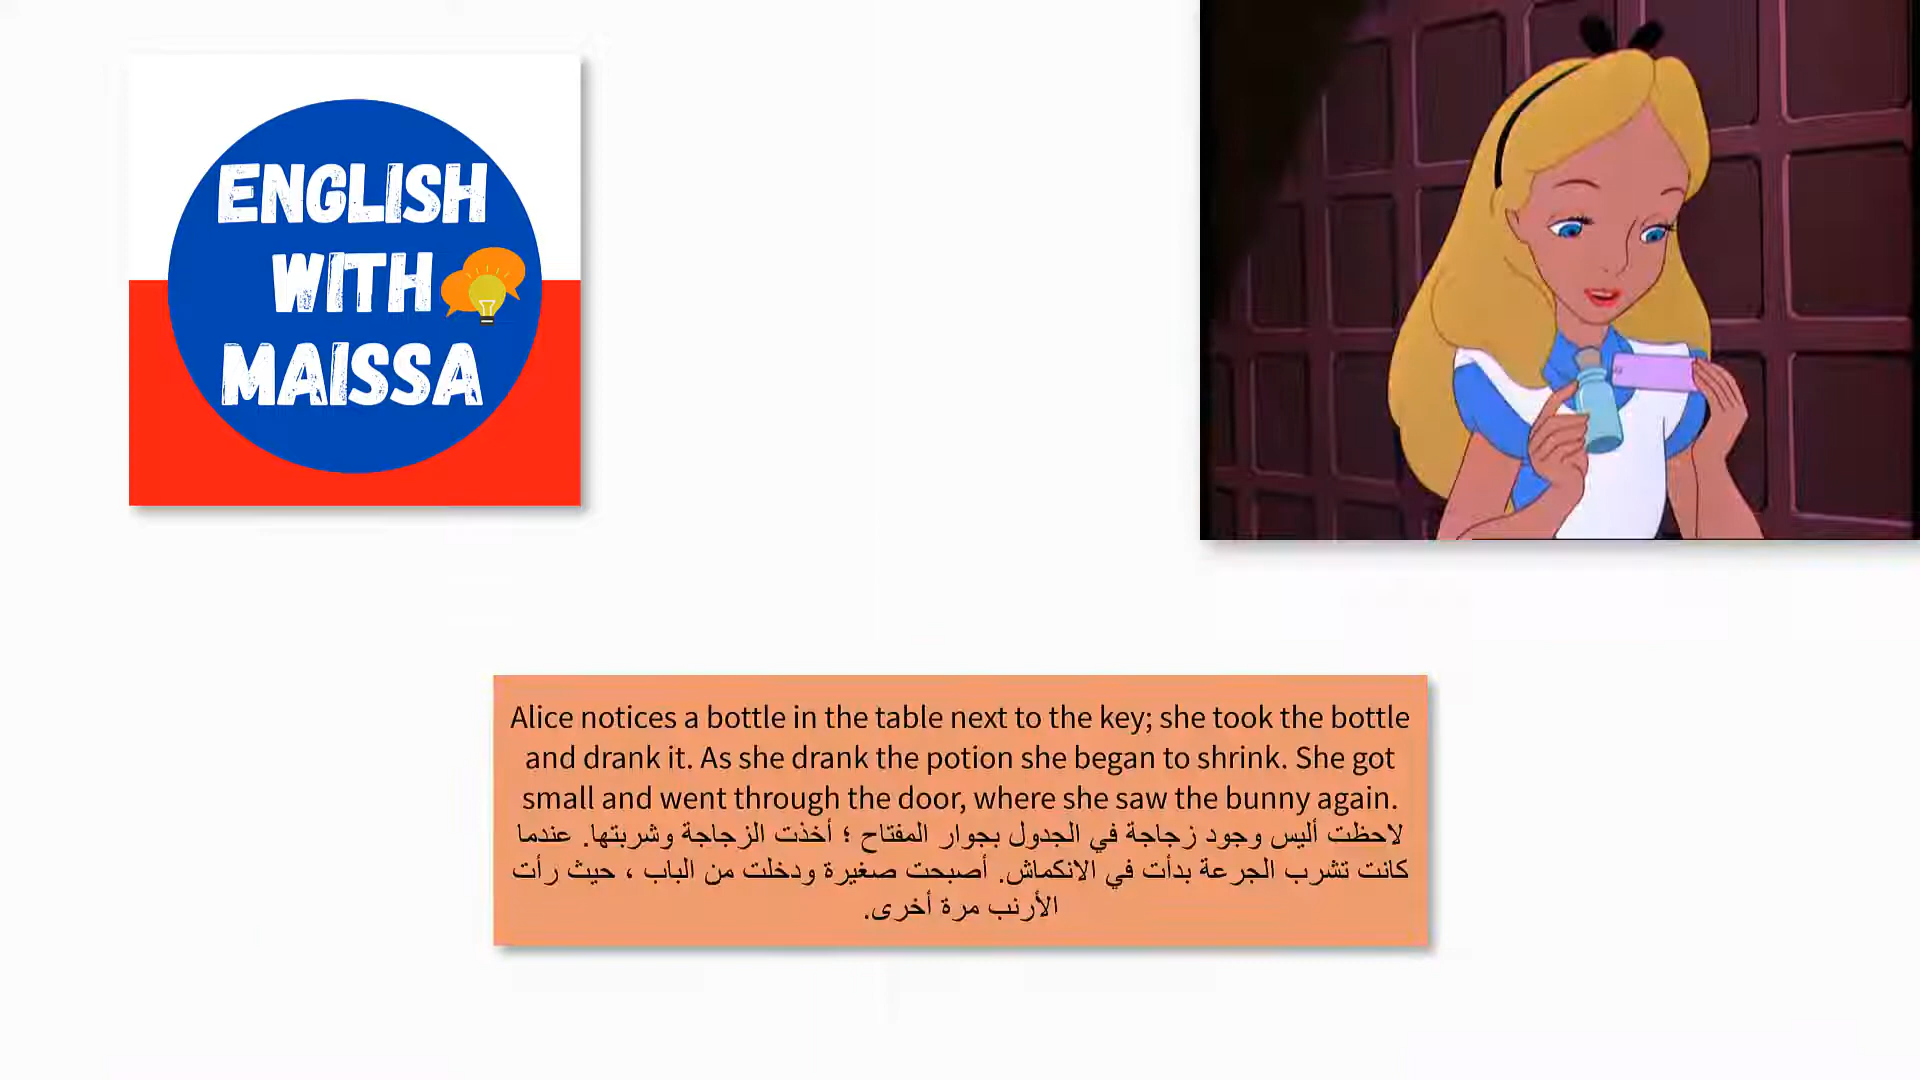 ENGLISH
WITH
MAISSA
Alice notices a bottle in the table next to the key; she took the bottle
and drank it. As she drank the potion she began to shrink. She got
small and went through the door, where she saw the bunny again.
لاحظت أليس وجود زجاجة في الجدول بجوار المفتاح ؛ أخذت الزجاجة وشربتها. عندما
كانت تشرب الجرعة بدأت في الانكماش. أصبحت صغيرة ودخلت من الباب ، حيث رأت
الأرنب مرة أخرى.